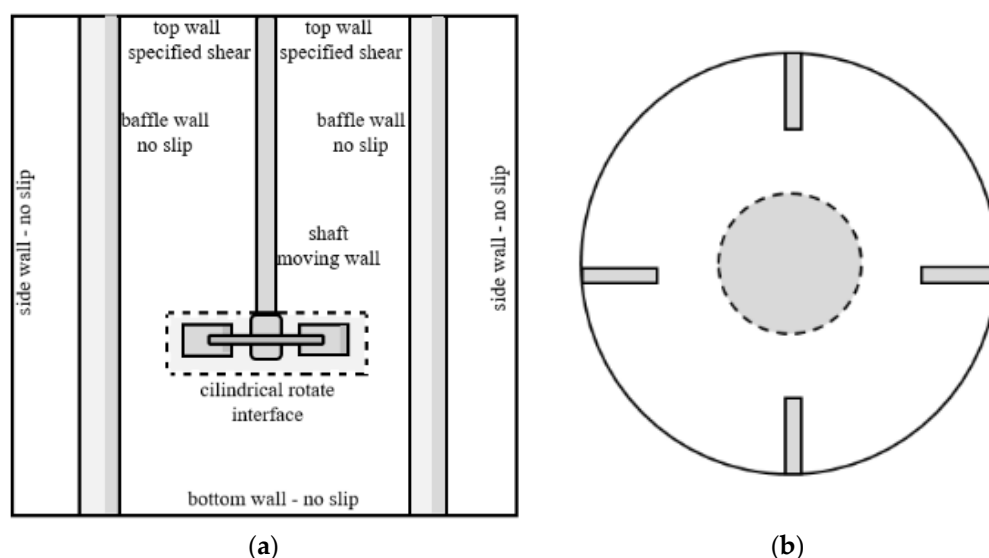 top wall
specified shear
top wall
specified shear
baffle wall
no slip
baffle wall
no slip
side wall - no slip
side wall - no slip
shaft
moving wall
cilindrical rotate
interface
bottom wall - no slip
(a)
(b)